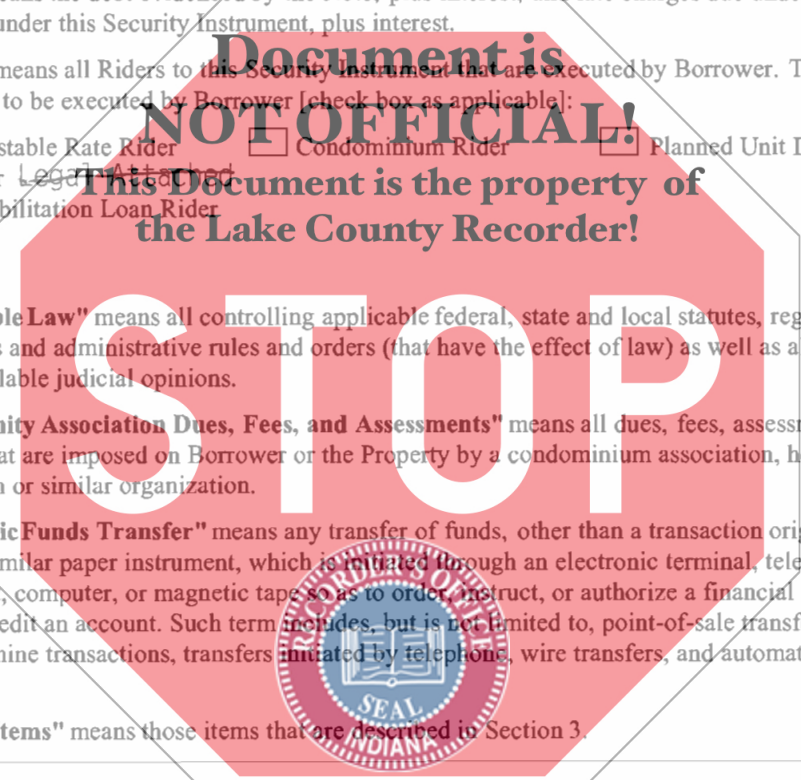 under this Security Instrument, plus interest.
Document is
means all Riders to this Security Instrument that are executed by Borrower. T
to be executed by Borrower [check box as applicable]:
NOT OFFICIAL!
stable Rate Rider Condominium Rider Planned Unit D
Legal Attached
This Document is the property of
bilitation Loan Rider
the Lake County Recorder!
STOP
le Law" means all controlling applicable federal, state and local statutes, reg
s and administrative rules and orders (that have the effect of law) as well as a
lable judicial opinions.
nity Association Dues, Fees, and Assessments" means all dues, fees, assessm
at are imposed on Borrower or the Property by a condominium association, h
n or similar organization.
ic Funds Transfer" means any transfer of funds, other than a transaction orig
milar paper instrument, which is initiated through an electronic terminal, tele
, computer, or magnetic tape so as to order, instruct, or authorize a financial
edit an account. Such term includes, but is not limited to, point-of-sale transf
hine transactions, transfers initiated by telephone, wire transfers, and automat
RECORDER'S OFFICE
SEAL
INDIANA
tems" means those items that are described in Section 3.